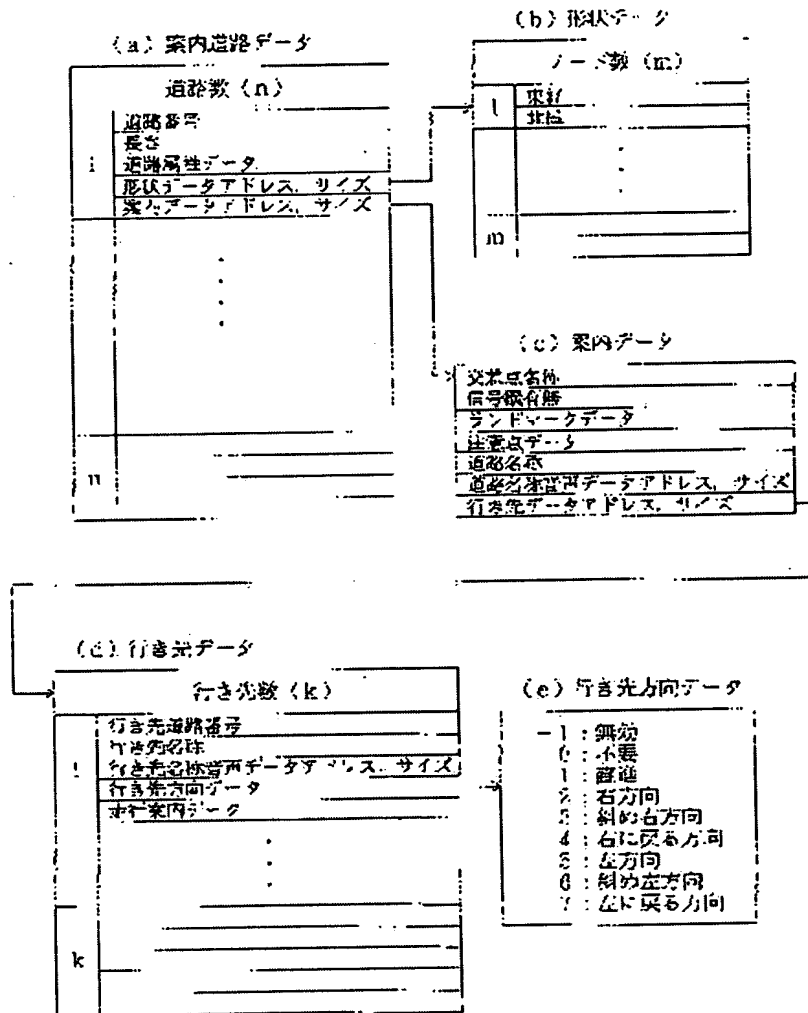 (a) 案内道路データ
道路数 (n)
1
道路番号
長さ
道路属性データ
形状データアドレス, サイズ
案内データアドレス, サイズ
n
(b) 形状データ
ノード数 (m)
1
東経
北緯
m
(c) 案内データ
交差点名称
信号機有無
ランドマークデータ
注意点データ
道路名称
道路名称音声データアドレス, サイズ
行き先データアドレス, サイズ
(d) 行き先データ
行き先数 (k)
1
行き先道路番号
行き先名称
行き先名称音声データアドレス, サイズ
行き先方向データ
走行案内データ
k
(e) 行き先方向データ
-1 : 無効
0 : 不要
1 : 直進
2 : 右方向
3 : 斜め右方向
4 : 右に戻る方向
5 : 左方向
6 : 斜め左方向
7 : 左に戻る方向